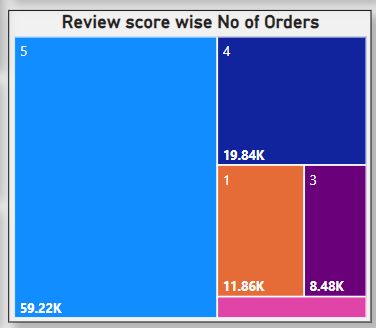 Review score wise No of Orders
5
59.22K
4
19.84K
1
11.86K
3
8.48K